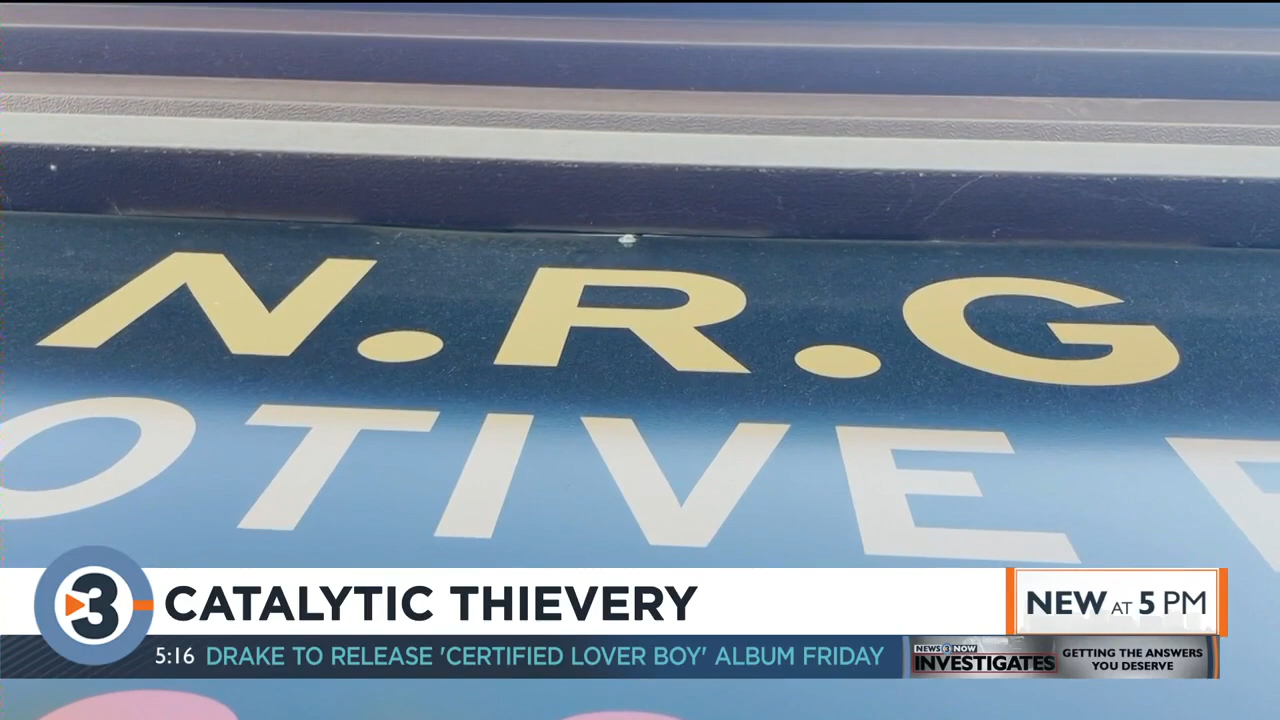 N.R.G
OTIVE
3 CATALYTIC THIEVERY
NEW AT 5 PM
5:16 DRAKE TO RELEASE 'CERTIFIED LOVER BOY' ALBUM FRIDAY
NEWS 3 NOW
INVESTIGATES
GETTING THE ANSWERS
YOU DESERVE